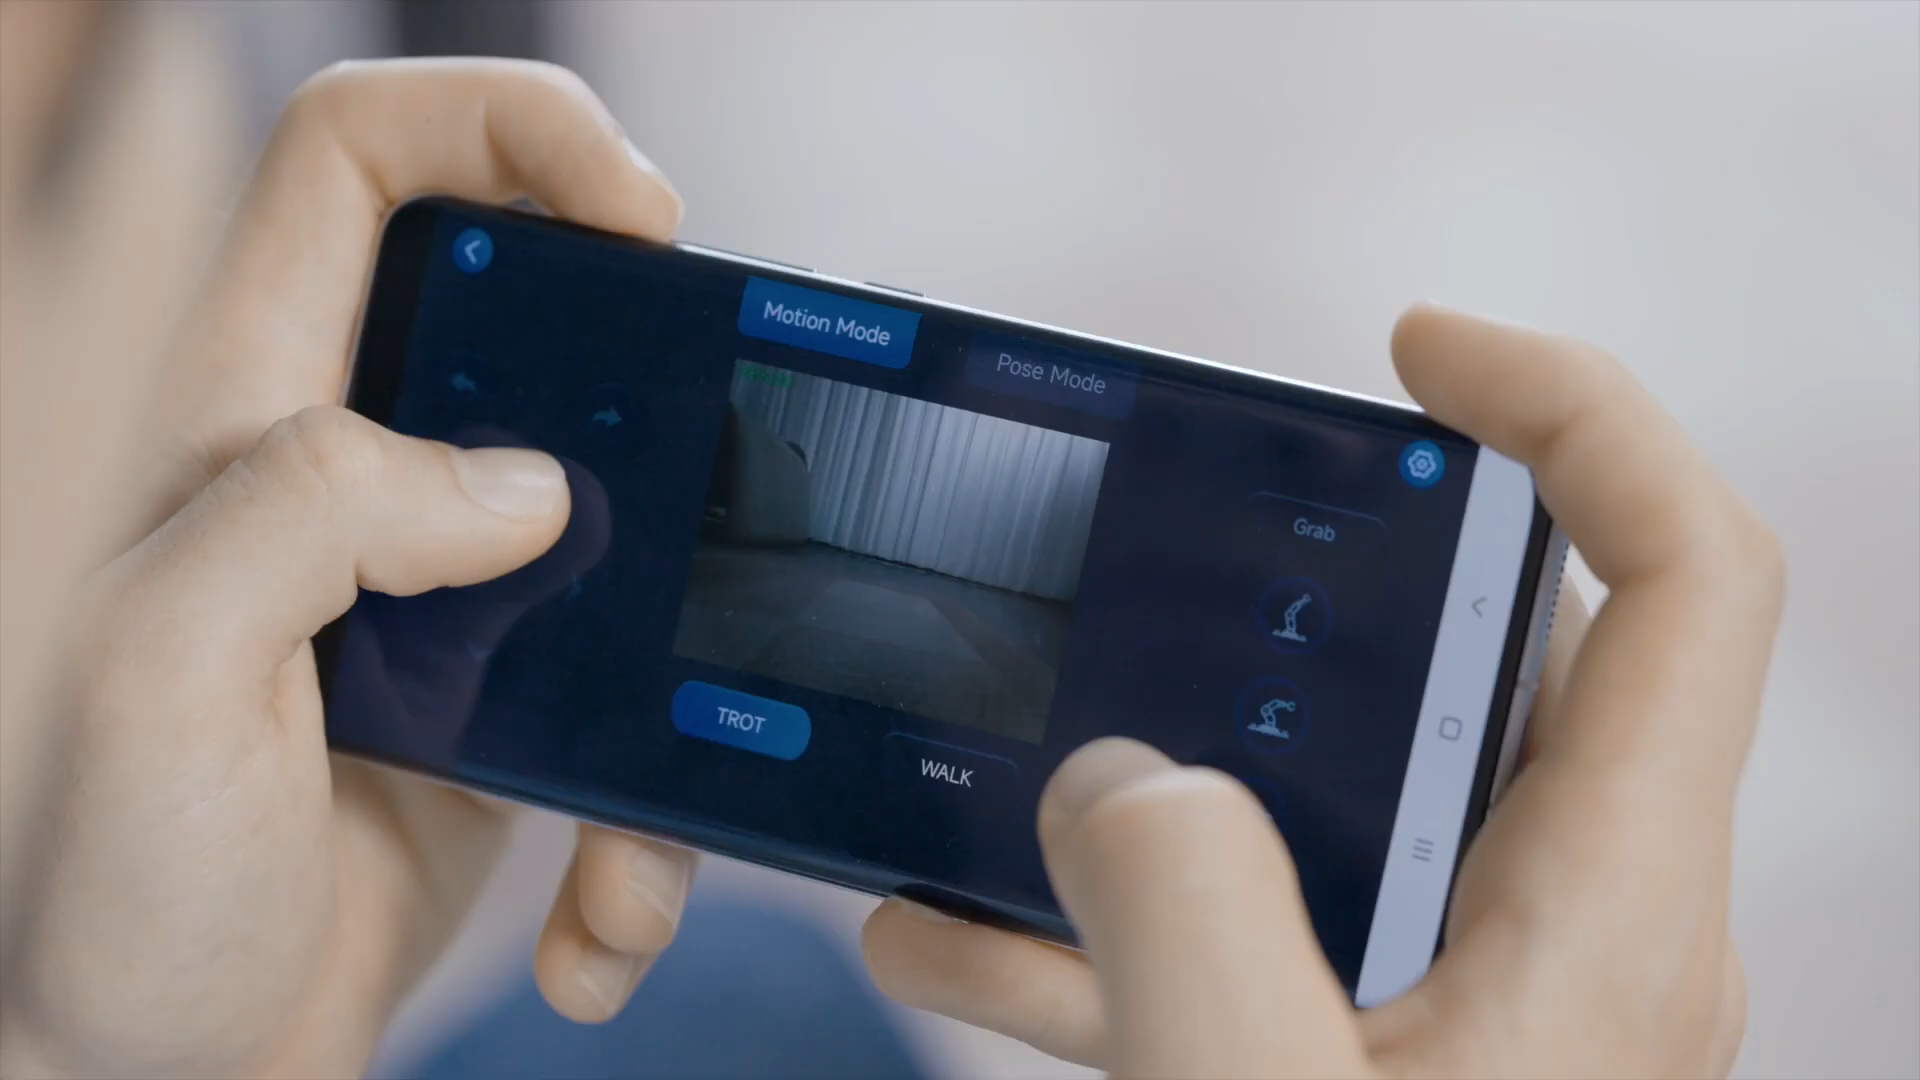 Motion Mode
Pose Mode
Grab
TROT
WALK